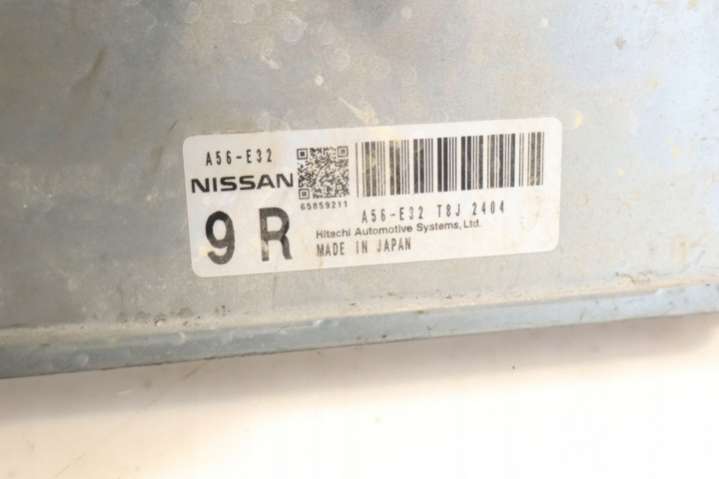 A56-E32
NISSAN
65859211
9 R
A56-E32 T8J 2404
Hitachi Automotive Systems, Ltd.
MADE IN JAPAN